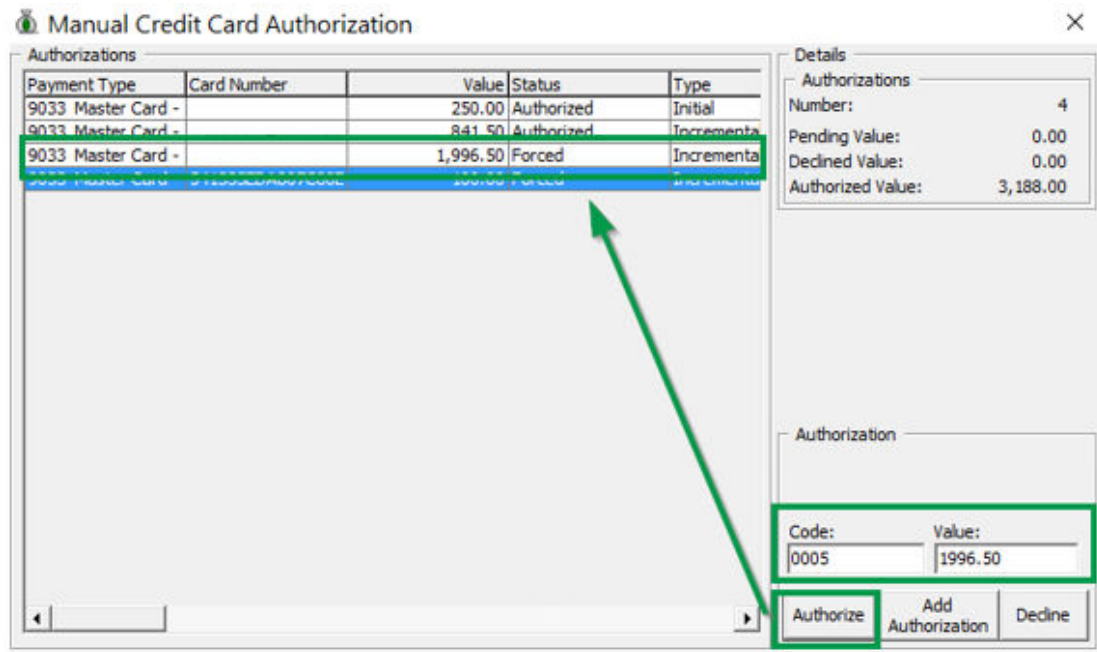 Manual Credit Card Authorization
Authorizations
Payment Type Card Number Value Status Type
9033 Master Card - 250.00 Authorized Initial
9033 Master Card - 841.50 Authorized Incrementa
9033 Master Card - 1,996.50 Forced Incrementa
Details
Authorizations
Number: 4
Pending Value: 0.00
Declined Value: 0.00
Authorized Value: 3,188.00
Authorization
Code: Value:
0005 1996.50
Authorize Add Authorization Decline